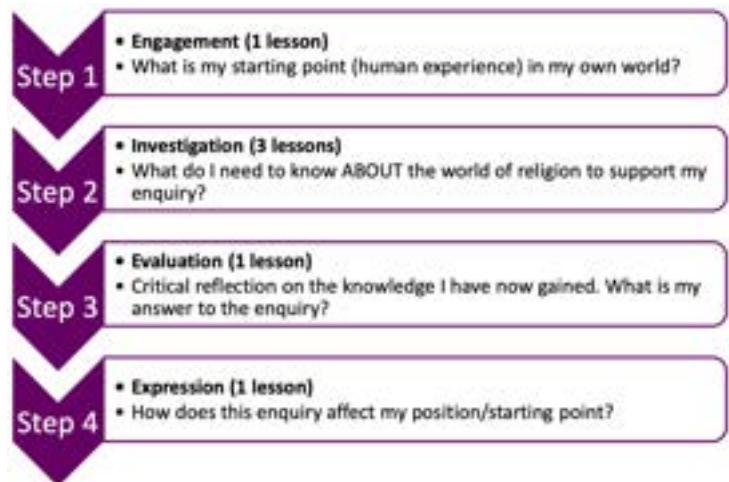 Step 1
• Engagement (1 lesson)
• What is my starting point (human experience) in my own world?
Step 2
• Investigation (3 lessons)
• What do I need to know ABOUT the world of religion to support my
enquiry?
Step 3
• Evaluation (1 lesson)
• Critical reflection on the knowledge I have now gained. What is my
answer to the enquiry?
Step 4
• Expression (1 lesson)
• How does this enquiry affect my position/starting point?